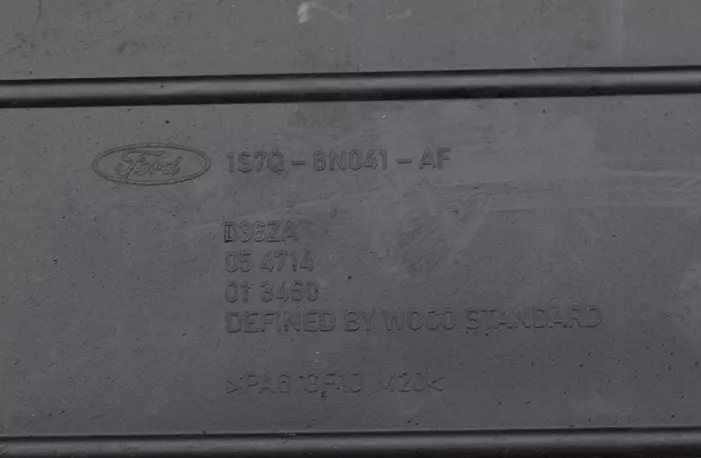 Ford 1S7Q - 6N041 - AF
D36ZA
05 4714
01 3460
DEFINED BY WOCO STANDARD
>PA6 GF10 M20<